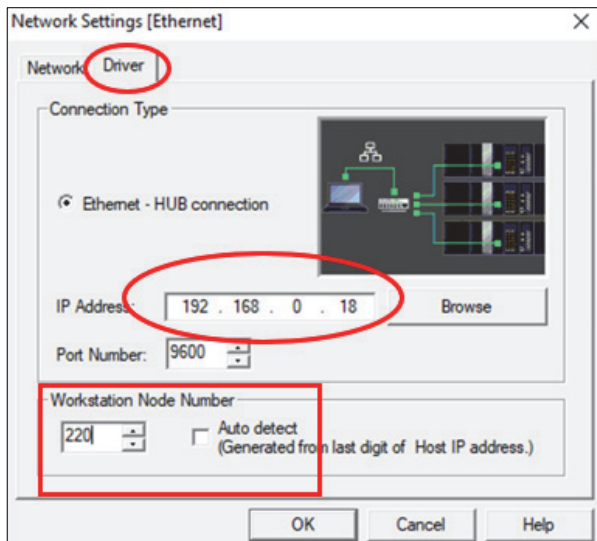 Network Settings [Ethernet]
Network Driver
Connection Type
Ethernet - HUB connection
IP Address: 192 . 168 . 0 . 18 Browse
Port Number: 9600
Workstation Node Number
220 Auto detect
(Generated from last digit of Host IP address.)
OK Cancel Help